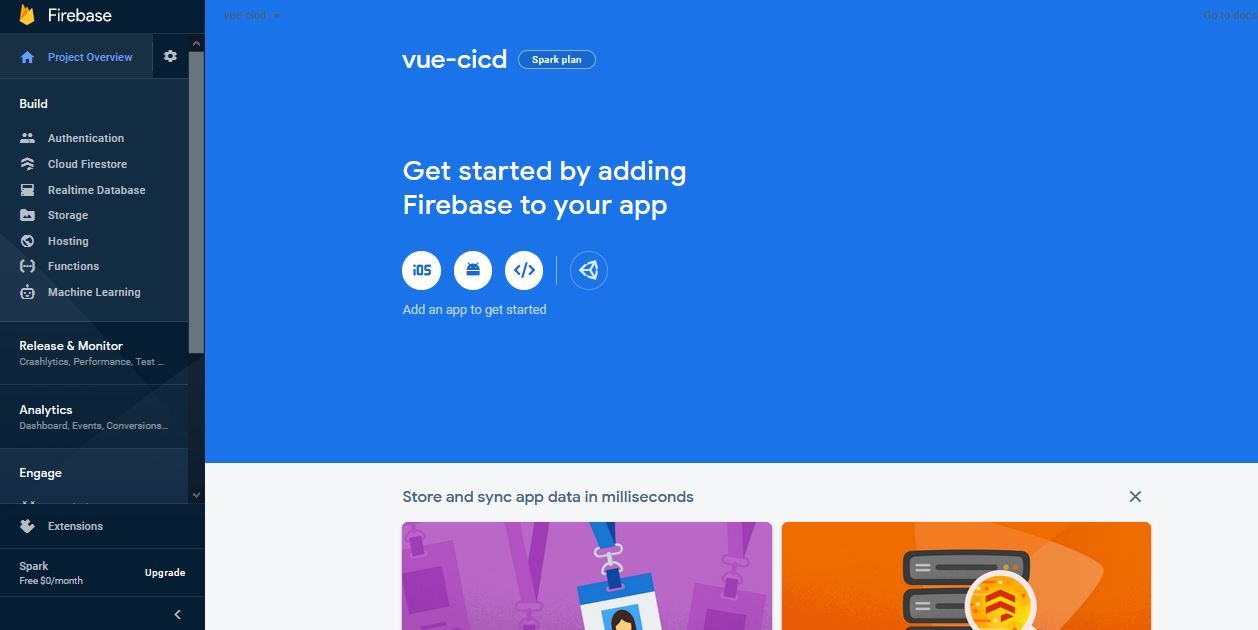 Firebase
vue-cicd
Go to docs
Project Overview
vue-cicd
Spark plan
Build
Authentication
Cloud Firestore
Realtime Database
Storage
Hosting
Functions
Machine Learning
Get started by adding
Firebase to your app
iOS
Add an app to get started
Release & Monitor
Crashlytics, Performance, Test ...
Analytics
Dashboard, Events, Conversions...
Engage
Extensions
Spark
Free $0/month
Upgrade
Store and sync app data in milliseconds